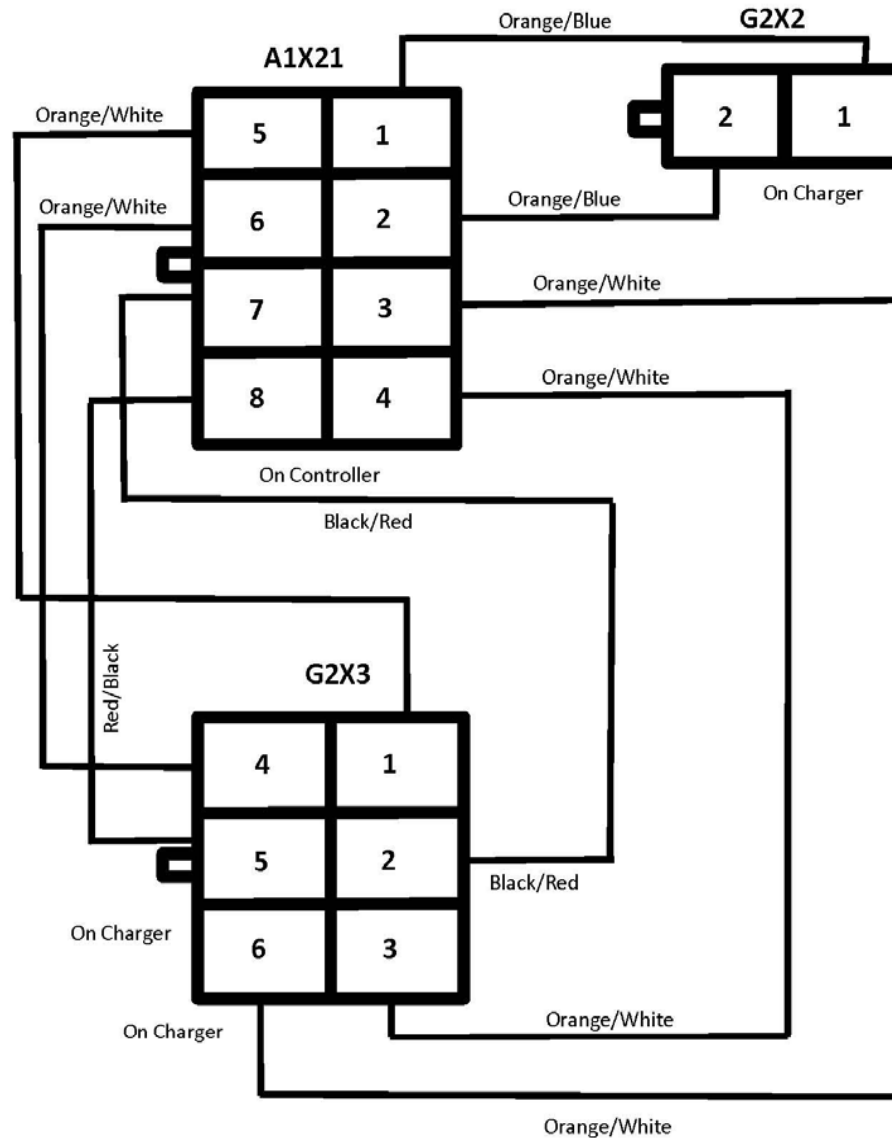 Orange/Blue
G2X2
A1X21
Orange/White
5
1
2
1
Orange/White
6
2
Orange/Blue
On Charger
7
3
Orange/White
8
4
Orange/White
On Controller
Black/Red
Red/Black
G2X3
4
1
5
2
Black/Red
On Charger
6
3
On Charger
Orange/White
Orange/White